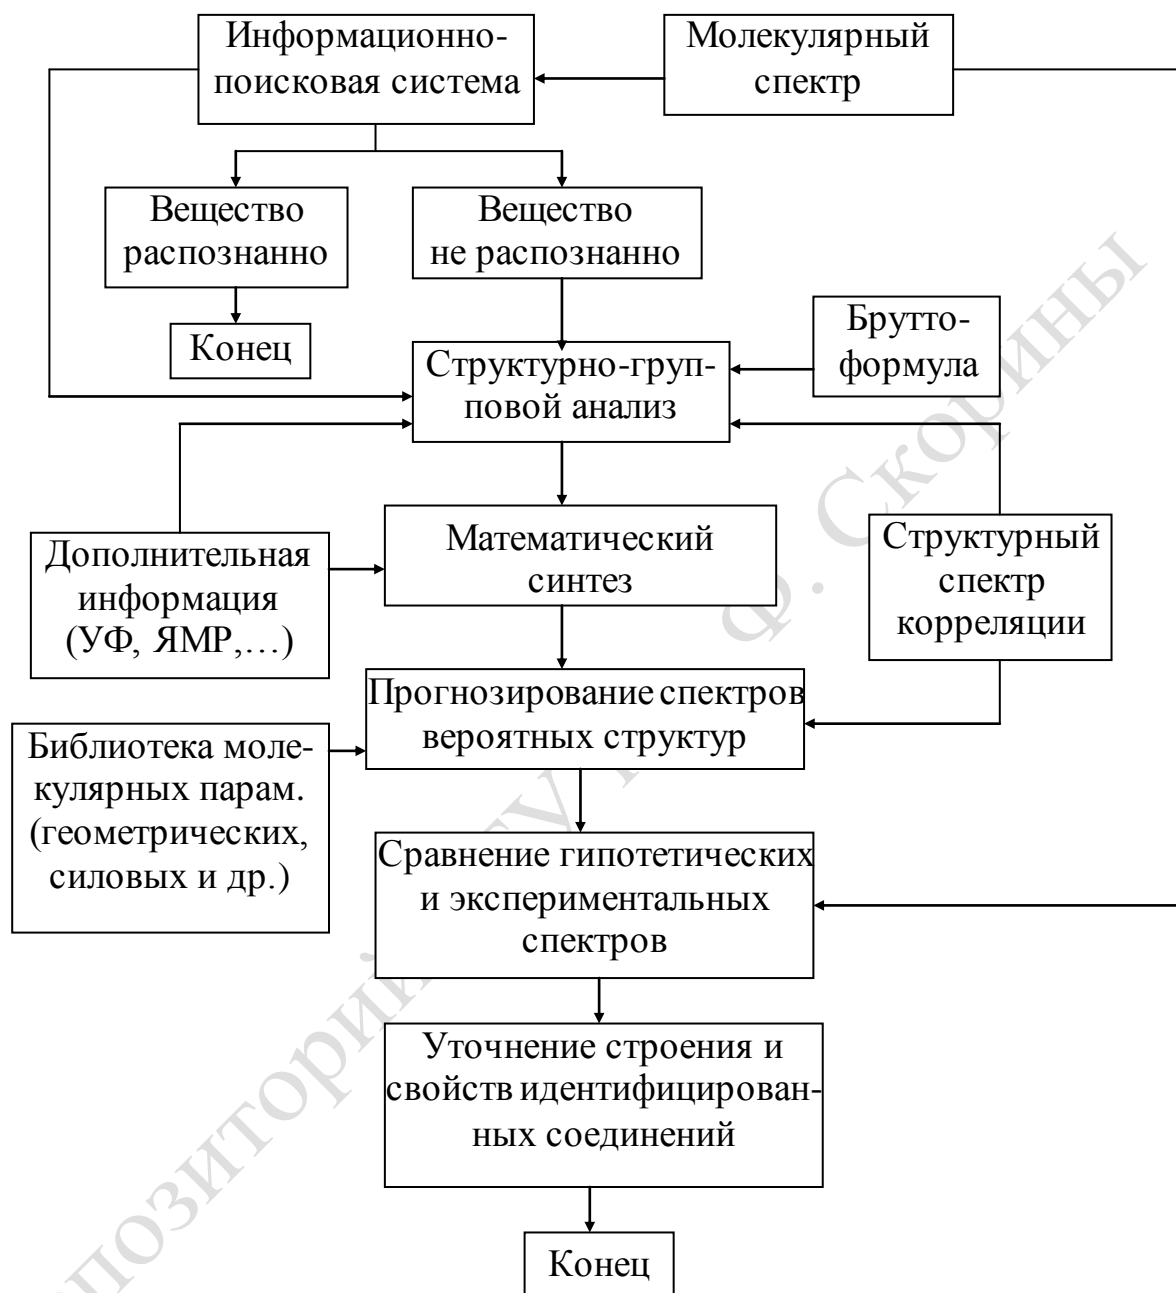 Информационно-
поисковая система
Молекулярный
спектр
Вещество
распознанно
Вещество
не распознанно
Конец
Брутто-
формула
Структурно-груп-
повой анализ
Дополнительная
информация
(УФ, ЯМР,…)
Математический
синтез
Структурный
спектр
корреляции
Прогнозирование спектров
вероятных структур
Библиотека моле-
кулярных парам.
(геометрических,
силовых и др.)
Сравнение гипотетических
и экспериментальных
спектров
Уточнение строения и
свойств идентифицирован-
ных соединений
Конец
Ф. Скорины